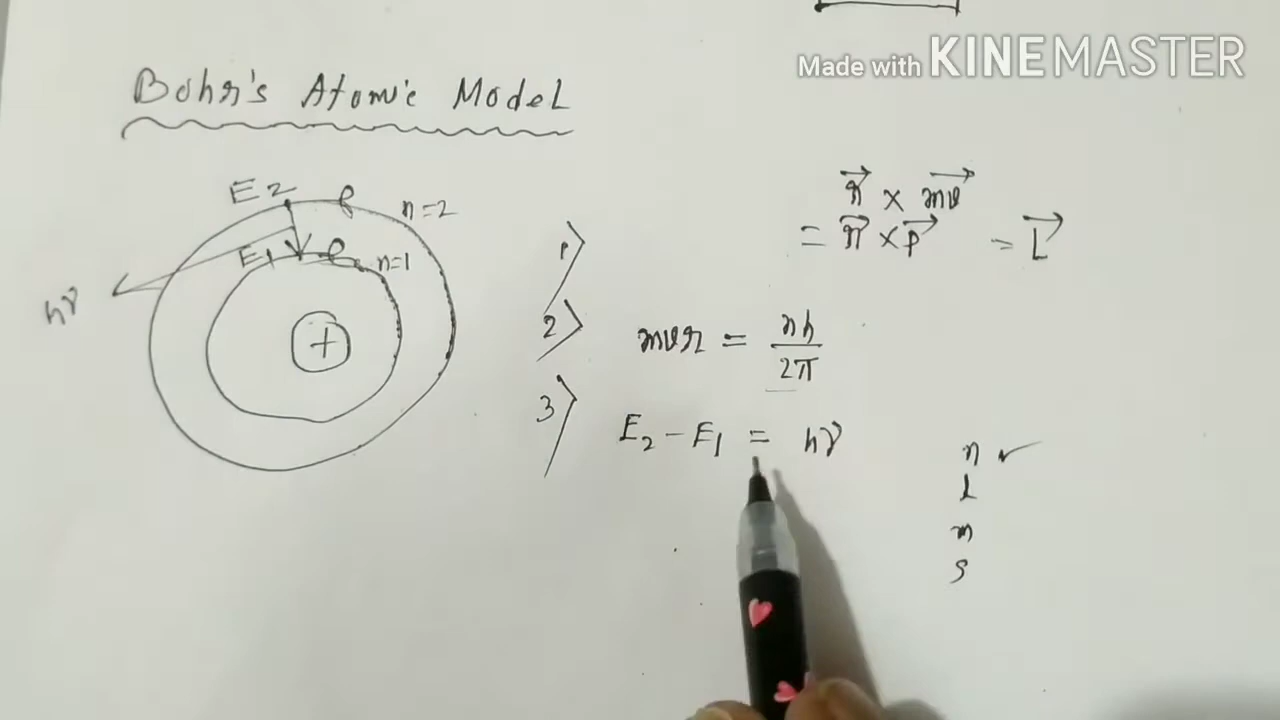 Made with KINEMASTER
Bohr's Atomic Model
E2
n=2
E1
n=1
hν
+
r⃗ × mv⃗
= r⃗ × p⃗ = L⃗
1>
2> mvr = nh/2π
3> E₂ - E₁ = hν
n ✓
l
m
s